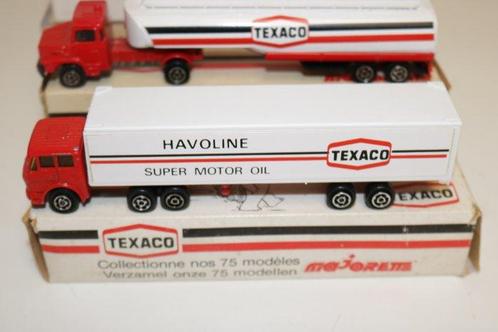 TEXACO
HAVOLINE
TEXACO
SUPER MOTOR OIL
TEXACO
TEXACO
Collectionne nos 75 modèles
Verzamel onze 75 modellen
majorette